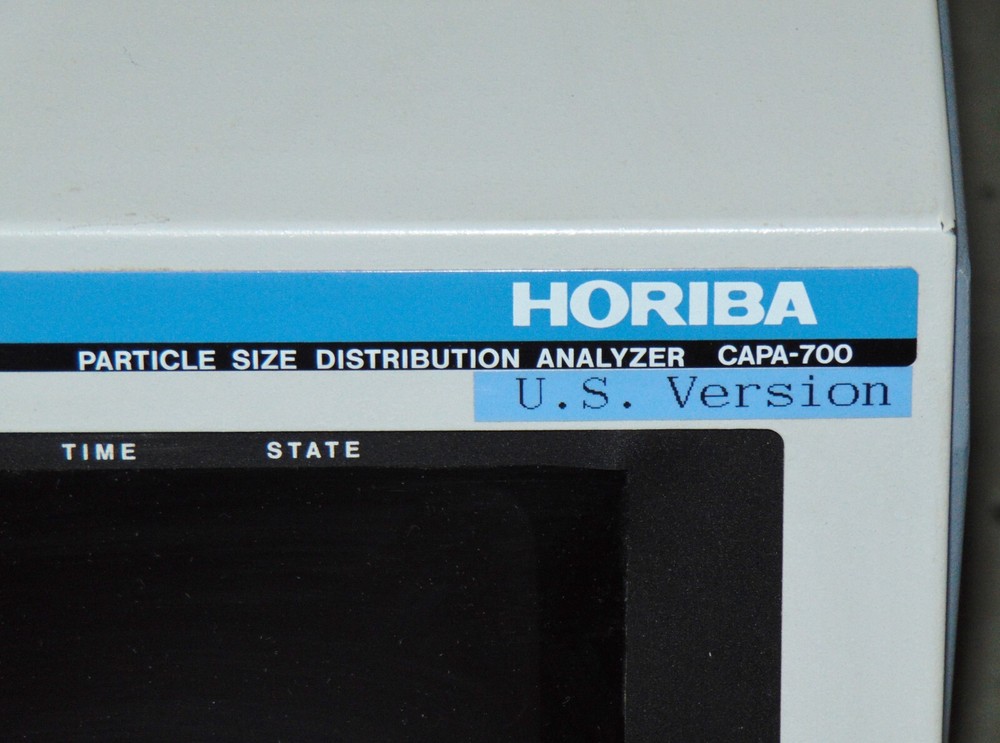 HORIBA
PARTICLE SIZE DISTRIBUTION ANALYZER CAPA-700
U.S. Version
TIME STATE